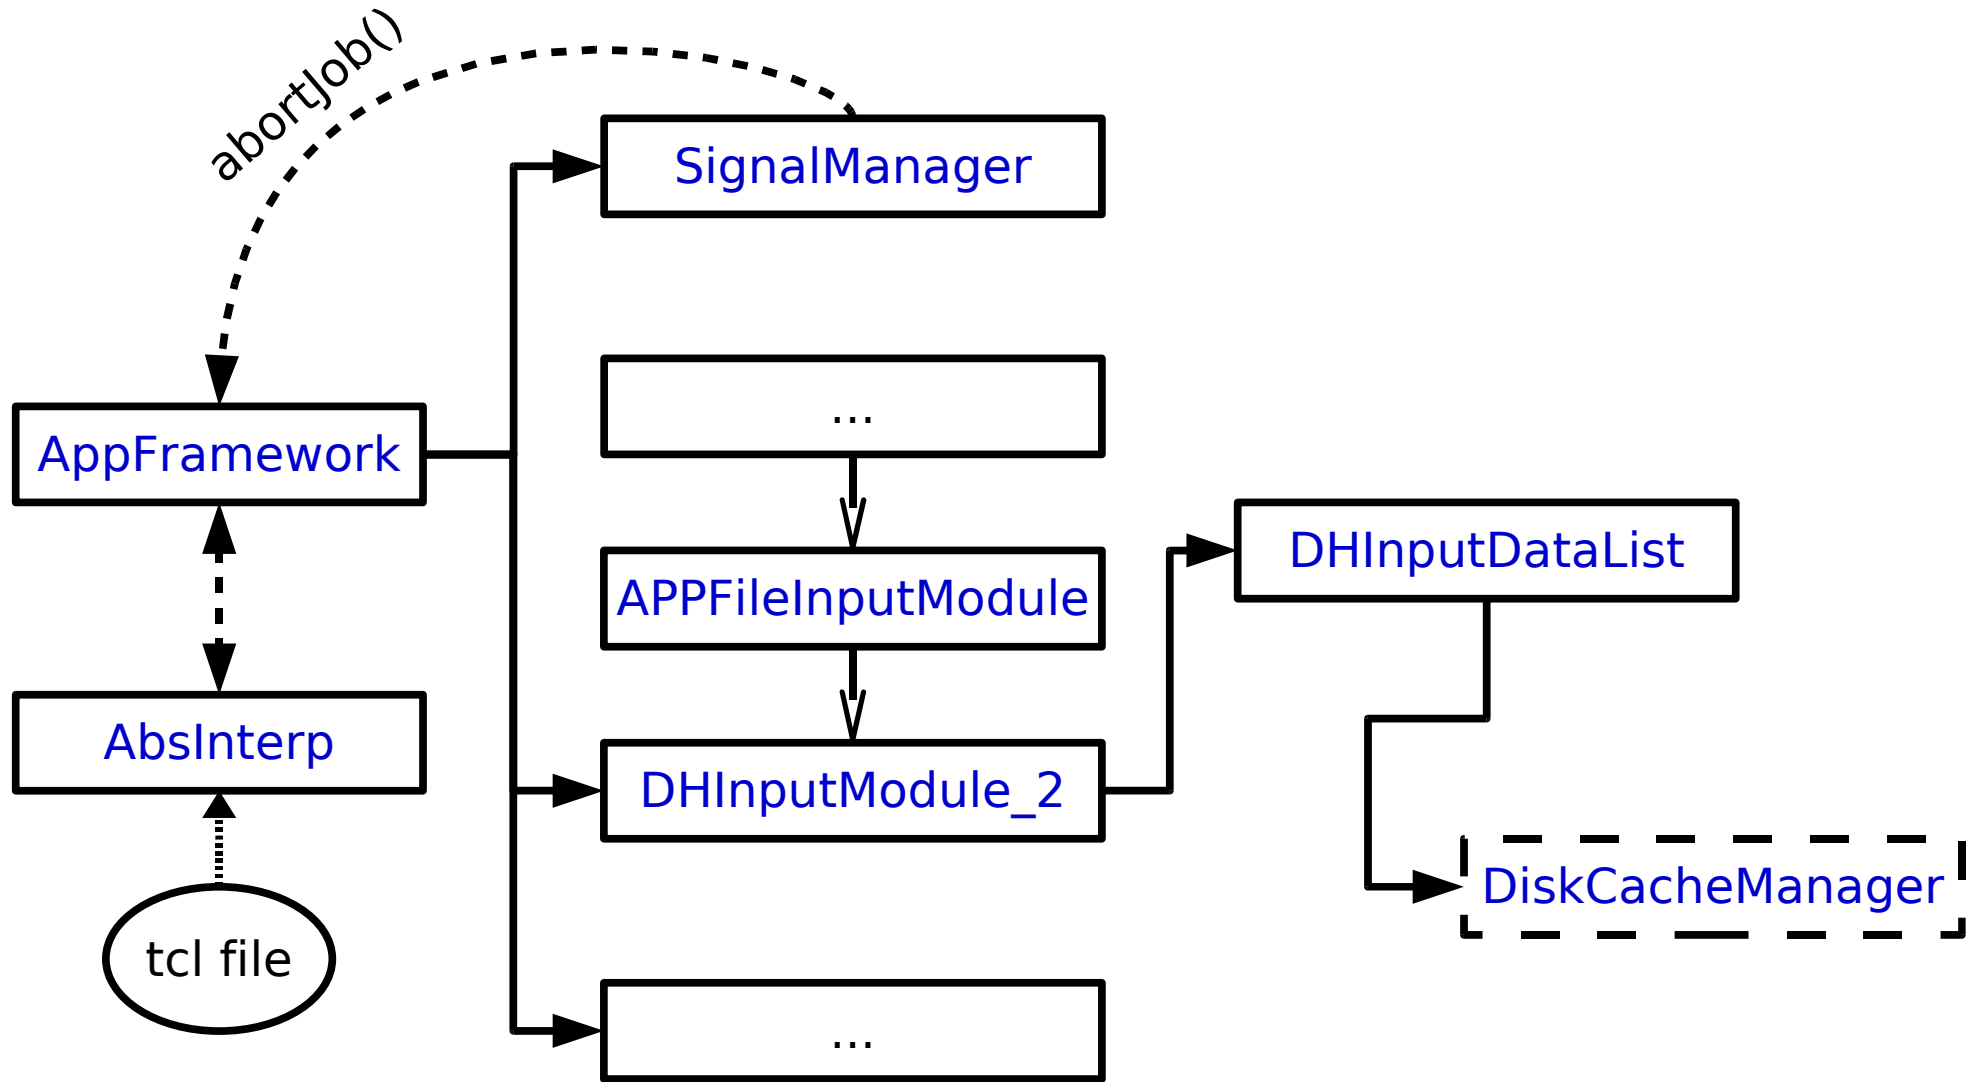 abortJob()
SignalManager
...
AppFramework
APPFileInputModule
DHInputDataList
AbsInterp
DHInputModule_2
DiskCacheManager
tcl file
...